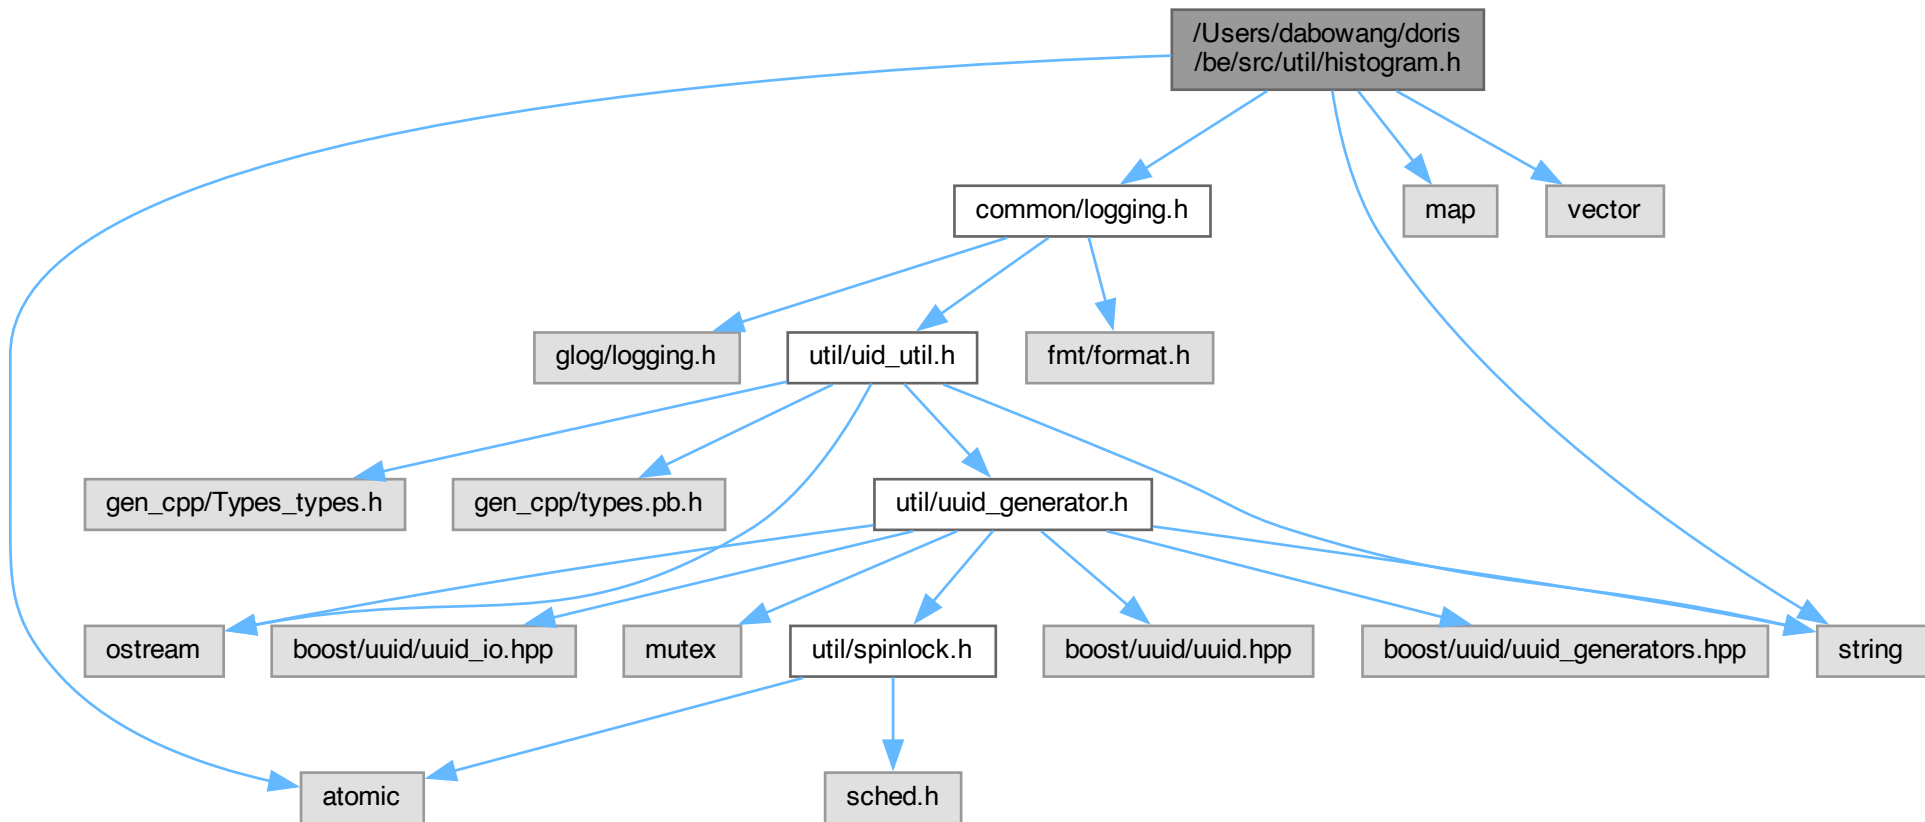 /Users/dabowang/doris
/be/src/util/histogram.h
common/logging.h
map
vector
glog/logging.h
util/uid_util.h
fmt/format.h
gen_cpp/Types_types.h
gen_cpp/types.pb.h
util/uuid_generator.h
ostream
boost/uuid/uuid_io.hpp
mutex
util/spinlock.h
boost/uuid/uuid.hpp
boost/uuid/uuid_generators.hpp
string
atomic
sched.h